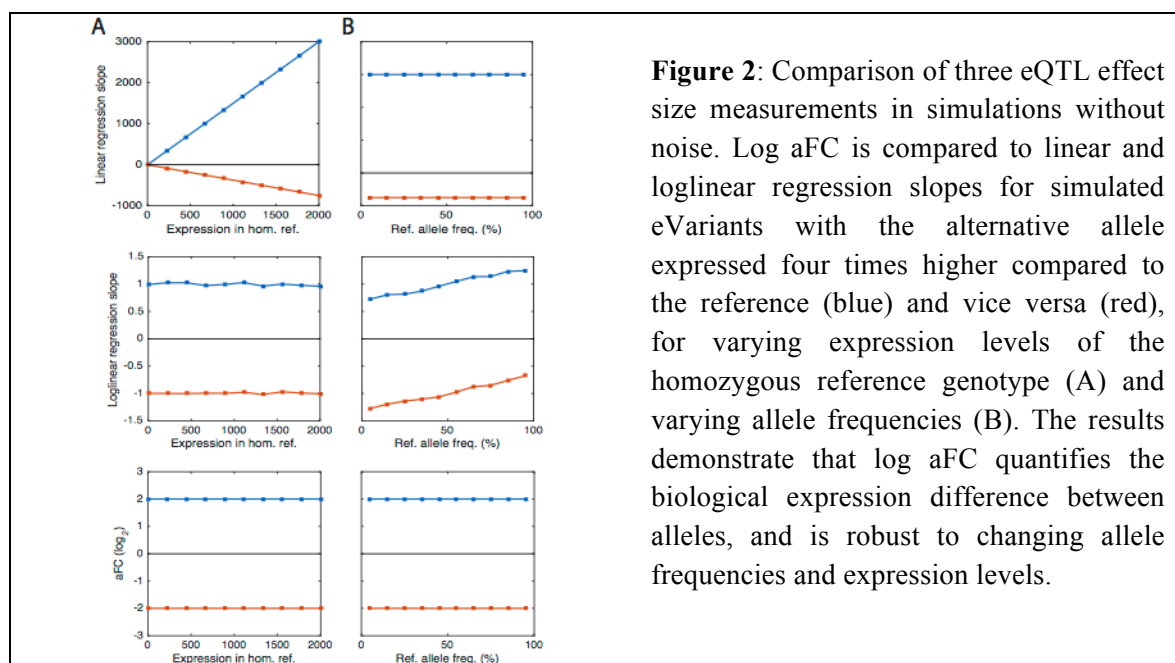 A
B
3000
2000
1000
0
-1000
Linear regression slope
0 500 1000 1500 2000
Expression in hom. ref.
0 50 100
Ref. allele freq. (%)
1.5
1
0.5
0
-0.5
-1
-1.5
Loglinear regression slope
0 500 1000 1500 2000
Expression in hom. ref.
0 50 100
Ref. allele freq. (%)
3
2
1
0
-1
-2
-3
aFC (log2)
0 500 1000 1500 2000
Expression in hom. ref.
0 50 100
Ref. allele freq. (%)
Figure 2: Comparison of three eQTL effect
size measurements in simulations without
noise. Log aFC is compared to linear and
loglinear regression slopes for simulated
eVariants with the alternative allele
expressed four times higher compared to
the reference (blue) and vice versa (red),
for varying expression levels of the
homozygous reference genotype (A) and
varying allele frequencies (B). The results
demonstrate that log aFC quantifies the
biological expression difference between
alleles, and is robust to changing allele
frequencies and expression levels.